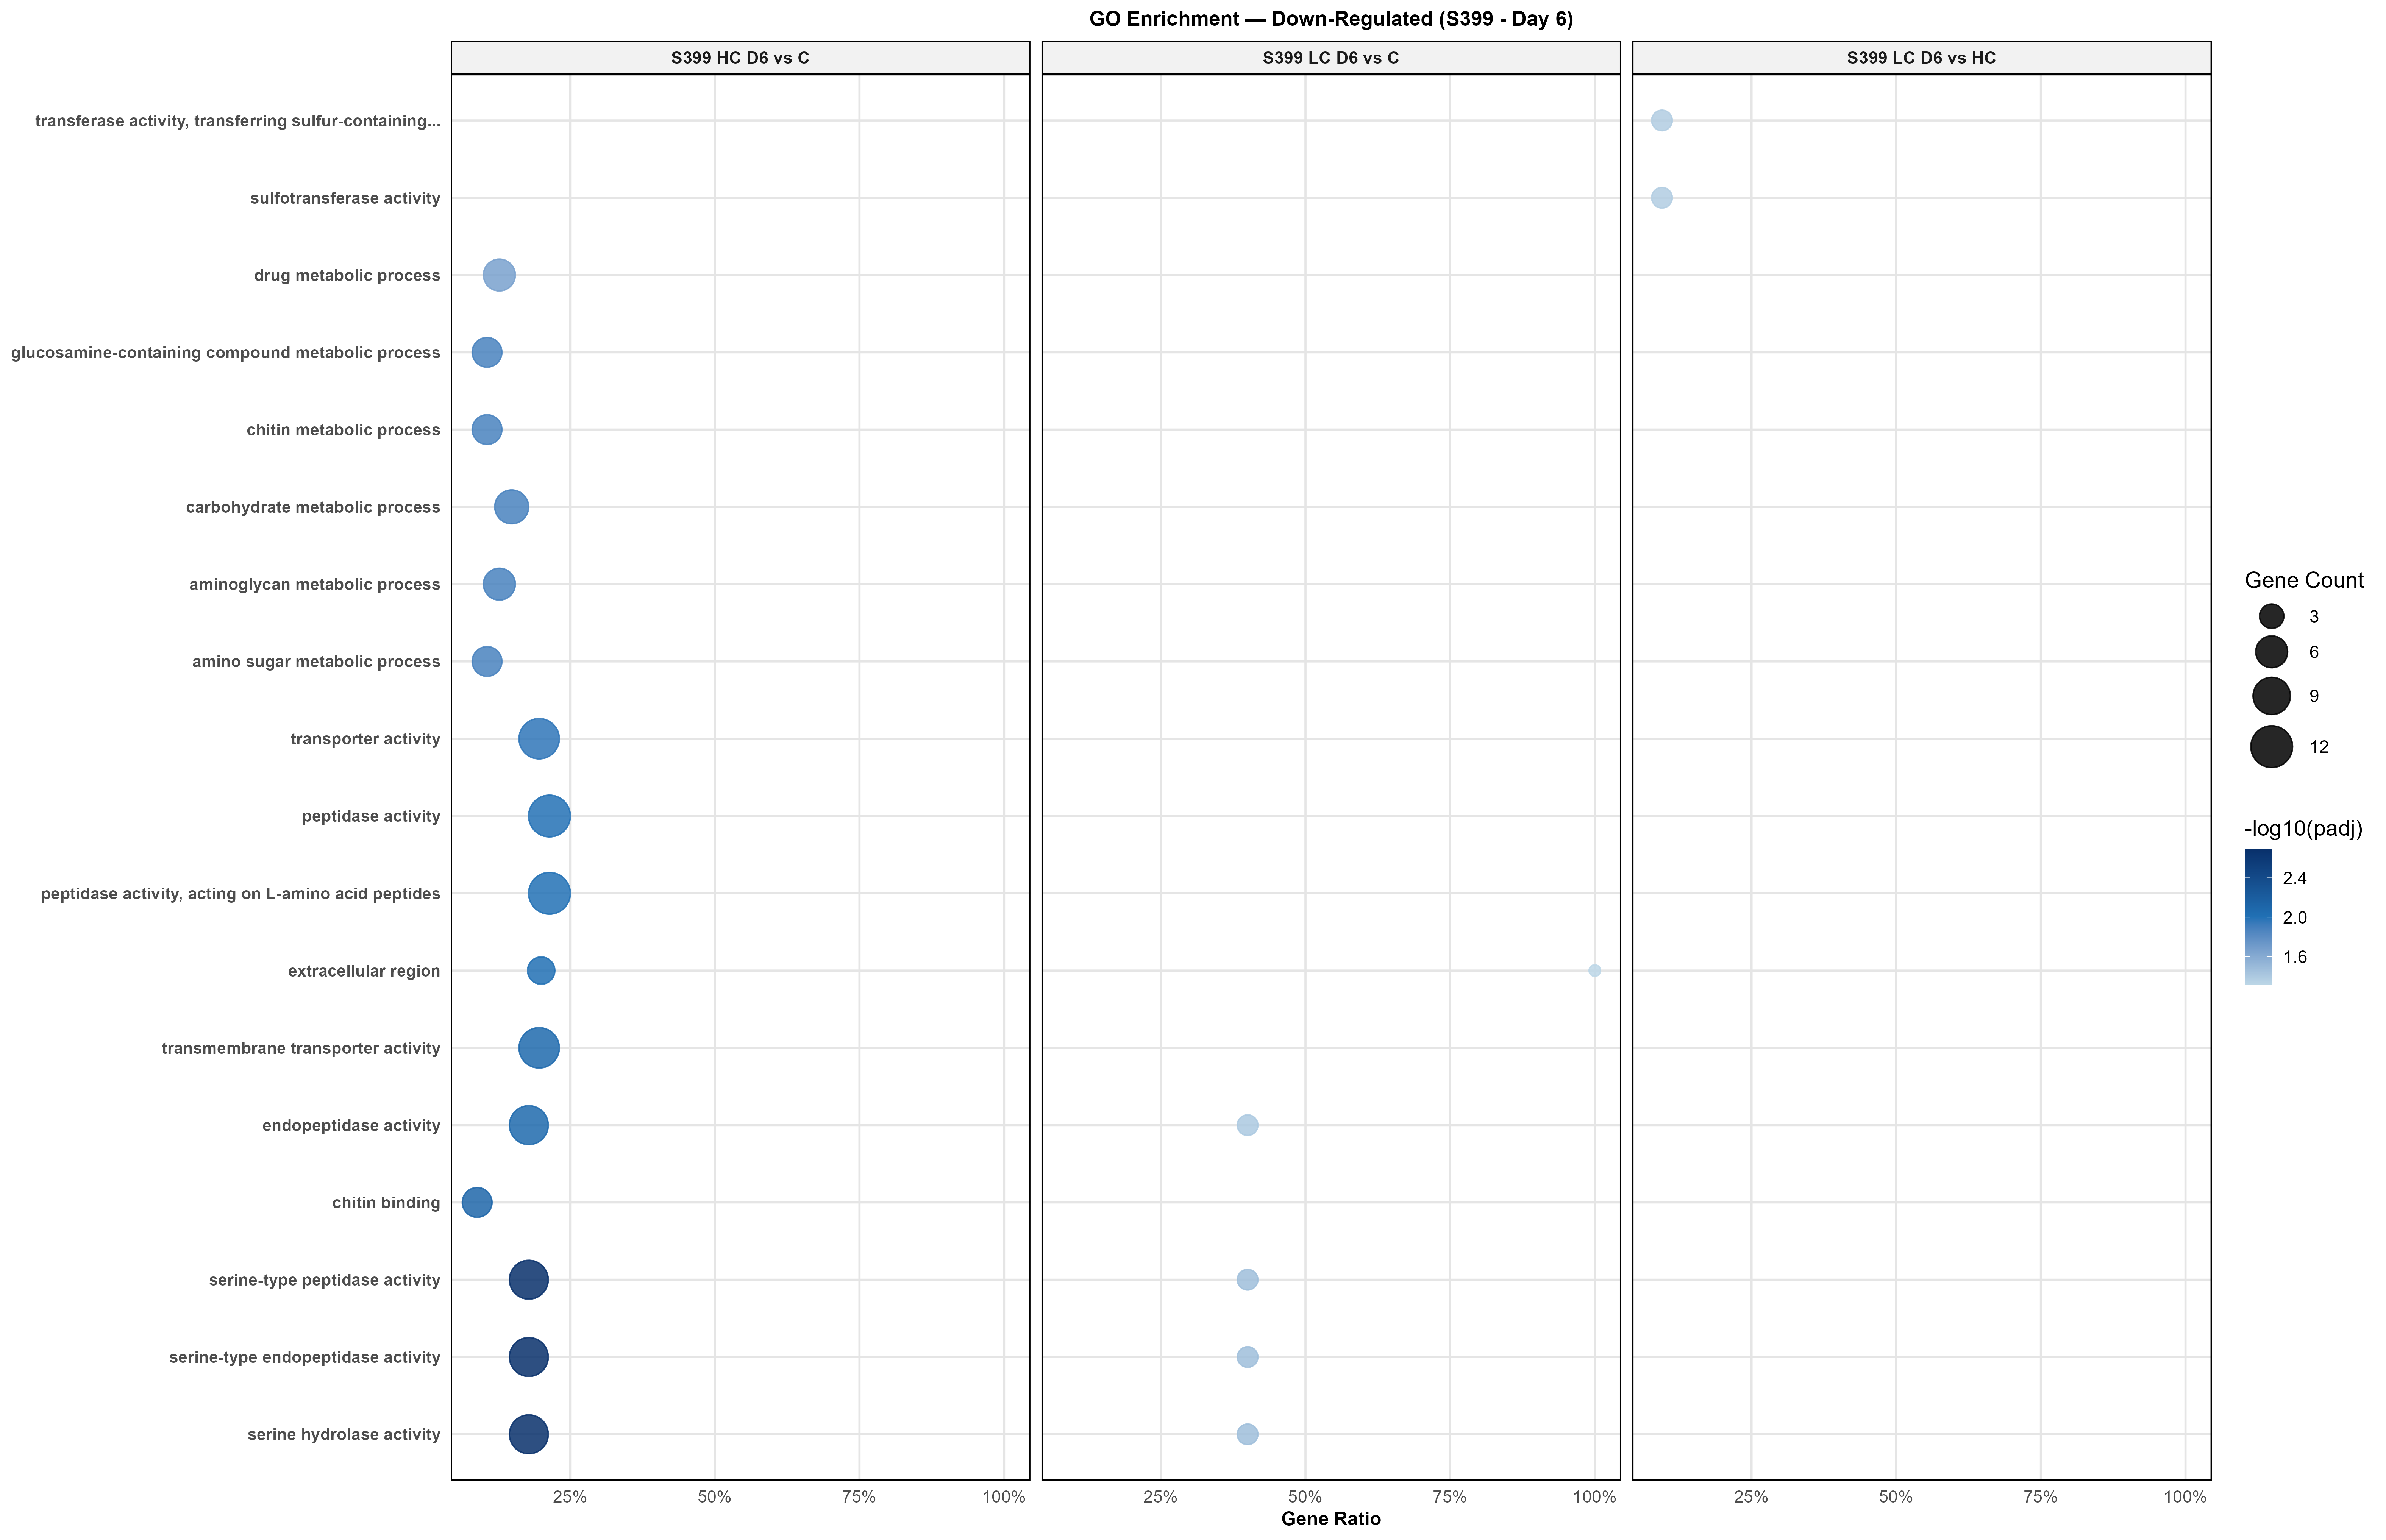 GO Enrichment — Down-Regulated (S399 - Day 6)
S399 HC D6 vs C
S399 LC D6 vs C
S399 LC D6 vs HC
transferase activity, transferring sulfur-containing...
sulfotransferase activity
drug metabolic process
glucosamine-containing compound metabolic process
chitin metabolic process
carbohydrate metabolic process
aminoglycan metabolic process
amino sugar metabolic process
transporter activity
peptidase activity
peptidase activity, acting on L-amino acid peptides
extracellular region
transmembrane transporter activity
endopeptidase activity
chitin binding
serine-type peptidase activity
serine-type endopeptidase activity
serine hydrolase activity
25% 50% 75% 100%
25% 50% 75% 100%
25% 50% 75% 100%
Gene Ratio
Gene Count
3
6
9
12
-log10(padj)
2.4
2.0
1.6